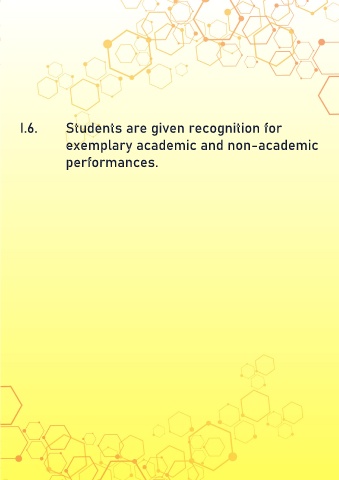 I.6. Students are given recognition for
exemplary academic and non-academic
performances.